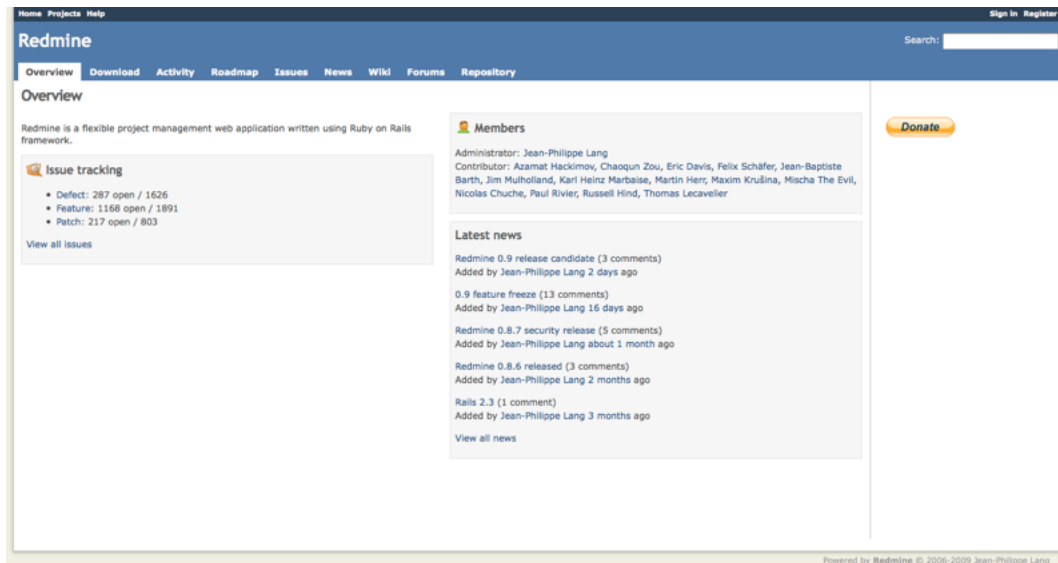 Home Projects Help
Sign in Register
Redmine
Search:
Overview Download Activity Roadmap Issues News Wiki Forums Repository
Overview
Redmine is a flexible project management web application written using Ruby on Rails
framework.
Issue tracking
• Defect: 287 open / 1626
• Feature: 1168 open / 1891
• Patch: 217 open / 803
View all issues
Members
Administrator: Jean-Philippe Lang
Contributor: Azamat Hackimov, Chaoqun Zou, Eric Davis, Felix Schäfer, Jean-Baptiste
Barth, Jim Mulholland, Karl Heinz Marbaise, Martin Herr, Maxim Krušina, Mischa The Evil,
Nicolas Chuche, Paul Rivier, Russell Hind, Thomas Lecavelier
Latest news
Redmine 0.9 release candidate (3 comments)
Added by Jean-Philippe Lang 2 days ago
0.9 feature freeze (13 comments)
Added by Jean-Philippe Lang 16 days ago
Redmine 0.8.7 security release (5 comments)
Added by Jean-Philippe Lang about 1 month ago
Redmine 0.8.6 released (3 comments)
Added by Jean-Philippe Lang 2 months ago
Rails 2.3 (1 comment)
Added by Jean-Philippe Lang 3 months ago
View all news
Donate
Powered by Redmine © 2006-2009 Jean-Philippe Lang